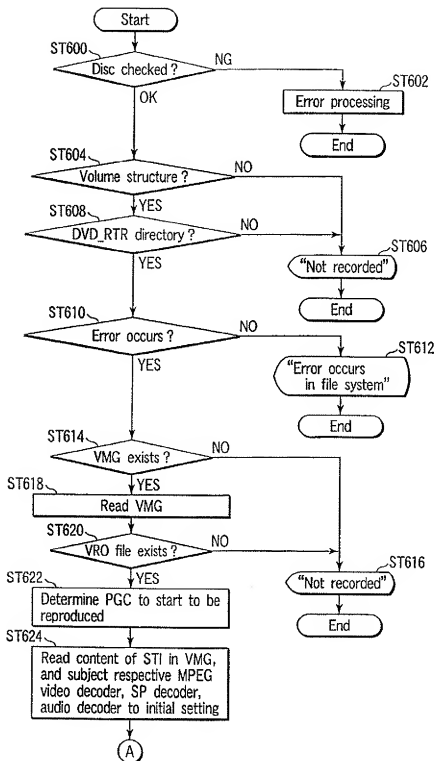 Start
ST600
Disc checked ?
NG
OK
ST602
Error processing
End
ST604
Volume structure ?
NO
YES
ST608
DVD_RTR directory ?
NO
YES
ST606
“Not recorded”
End
ST610
Error occurs ?
NO
YES
ST612
“Error occurs
in file system”
End
ST614
VMG exists ?
NO
YES
ST618
Read VMG
ST620
VRO file exists ?
NO
YES
ST616
“Not recorded”
End
ST622
Determine PGC to start to be
reproduced
ST624
Read content of STI in VMG,
and subject respective MPEG
video decoder, SP decoder,
audio decoder to initial setting
A